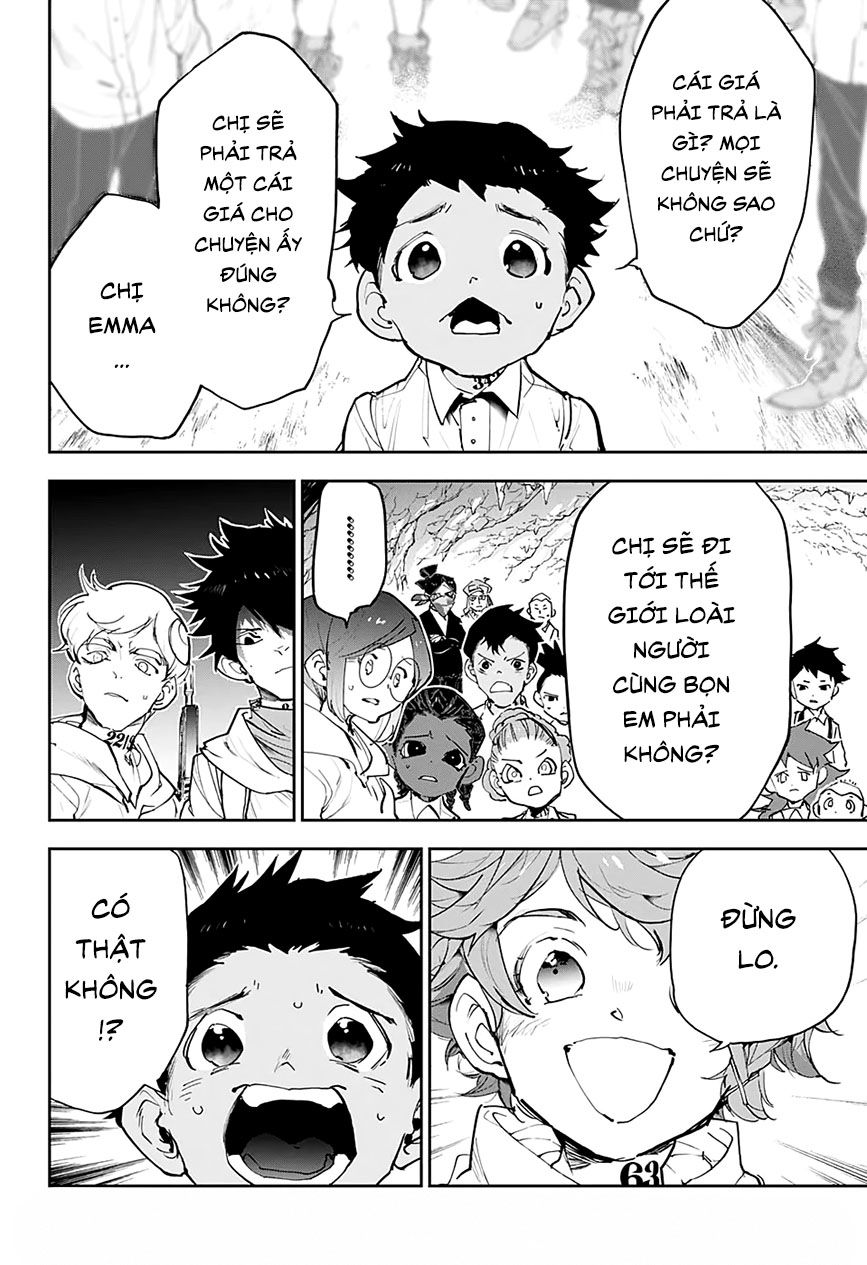 CÁI GIÁ
PHẢI TRẢ LÀ
GÌ? MỌI
CHUYỆN SẼ
KHÔNG SAO
CHỨ?
CHỊ SẼ
PHẢI TRẢ
MỘT CÁI
GIÁ CHO
CHUYỆN ẤY
ĐÚNG
KHÔNG?
CHỊ
EMMA
...
CHỊ SẼ ĐI
TỚI THẾ
GIỚI LOÀI
NGƯỜI
CÙNG BỌN
EM PHẢI
KHÔNG?
221
ĐỪNG
LO.
63
CÓ
THẬT
KHÔNG
!?